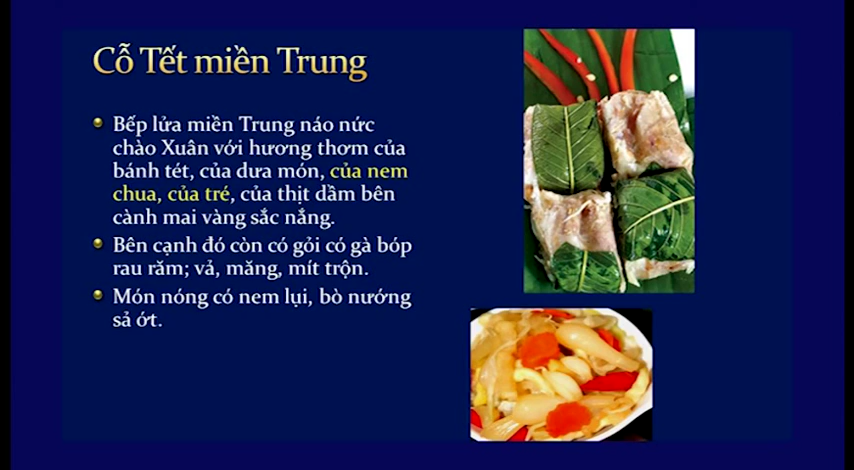 Cỗ Tết miền Trung
Bếp lửa miền Trung náo nức
chào Xuân với hương thơm của
bánh tét, của dưa món, của nem
chua, của tré, của thịt dầm bên
cành mai vàng sắc nắng.
Bên cạnh đó còn có gỏi có gà bóp
rau răm; vả, măng, mít trộn.
Món nóng có nem lụi, bò nướng
sả ớt.